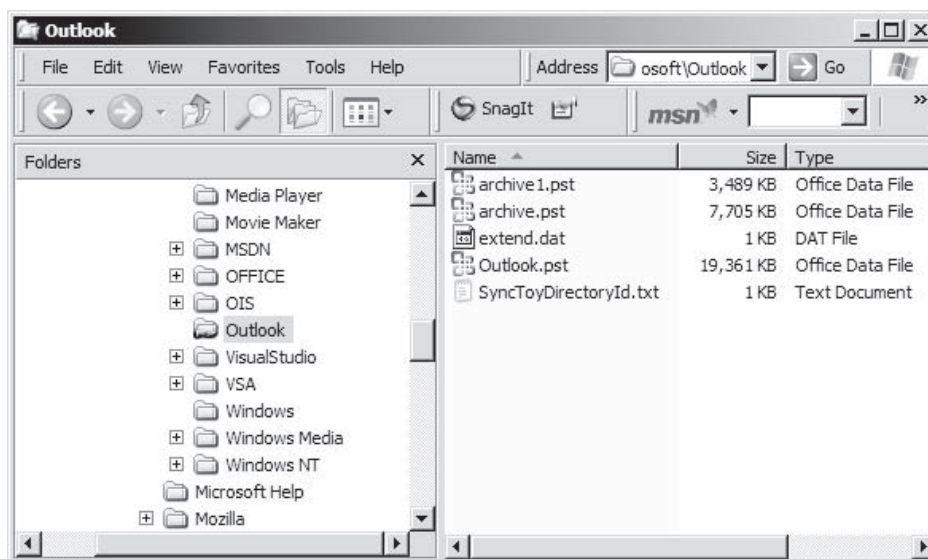 Outlook
File Edit View Favorites Tools Help
Address osoft\Outlook Go
SnagIt msn »
Folders
Media Player
Movie Maker
MSDN
OFFICE
OIS
Outlook
VisualStudio
VSA
Windows
Windows Media
Windows NT
Microsoft Help
Mozilla
Name Size Type
archive1.pst 3,489 KB Office Data File
archive.pst 7,705 KB Office Data File
extend.dat 1 KB DAT File
Outlook.pst 19,361 KB Office Data File
SyncToyDirectoryId.txt 1 KB Text Document